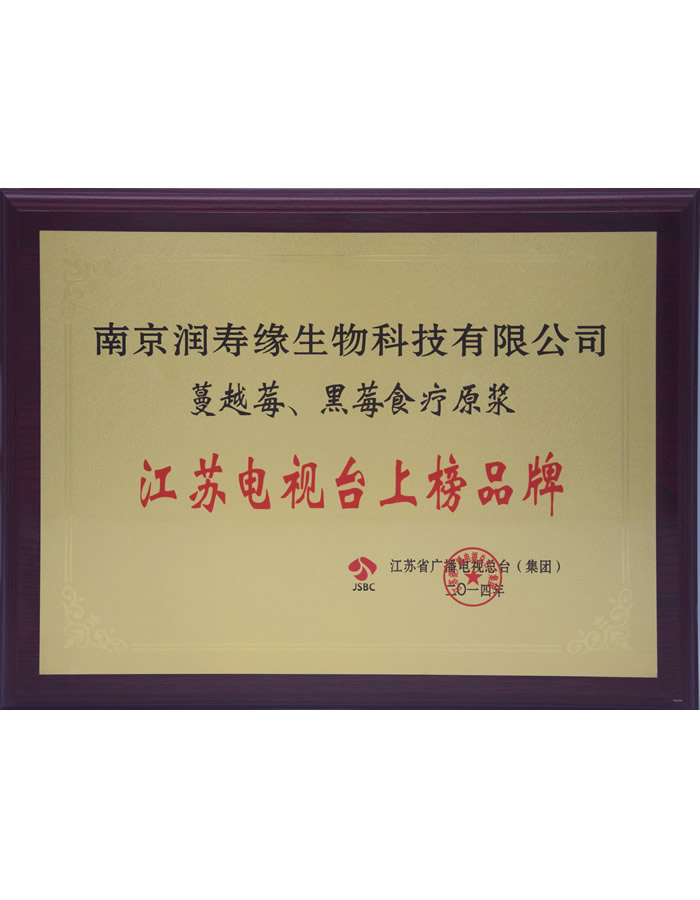 南京润寿缘生物科技有限公司
蔓越莓、黑莓食疗原浆
江苏电视台上榜品牌
JSBC
江苏省广播电视总台(集团)
二〇一四年